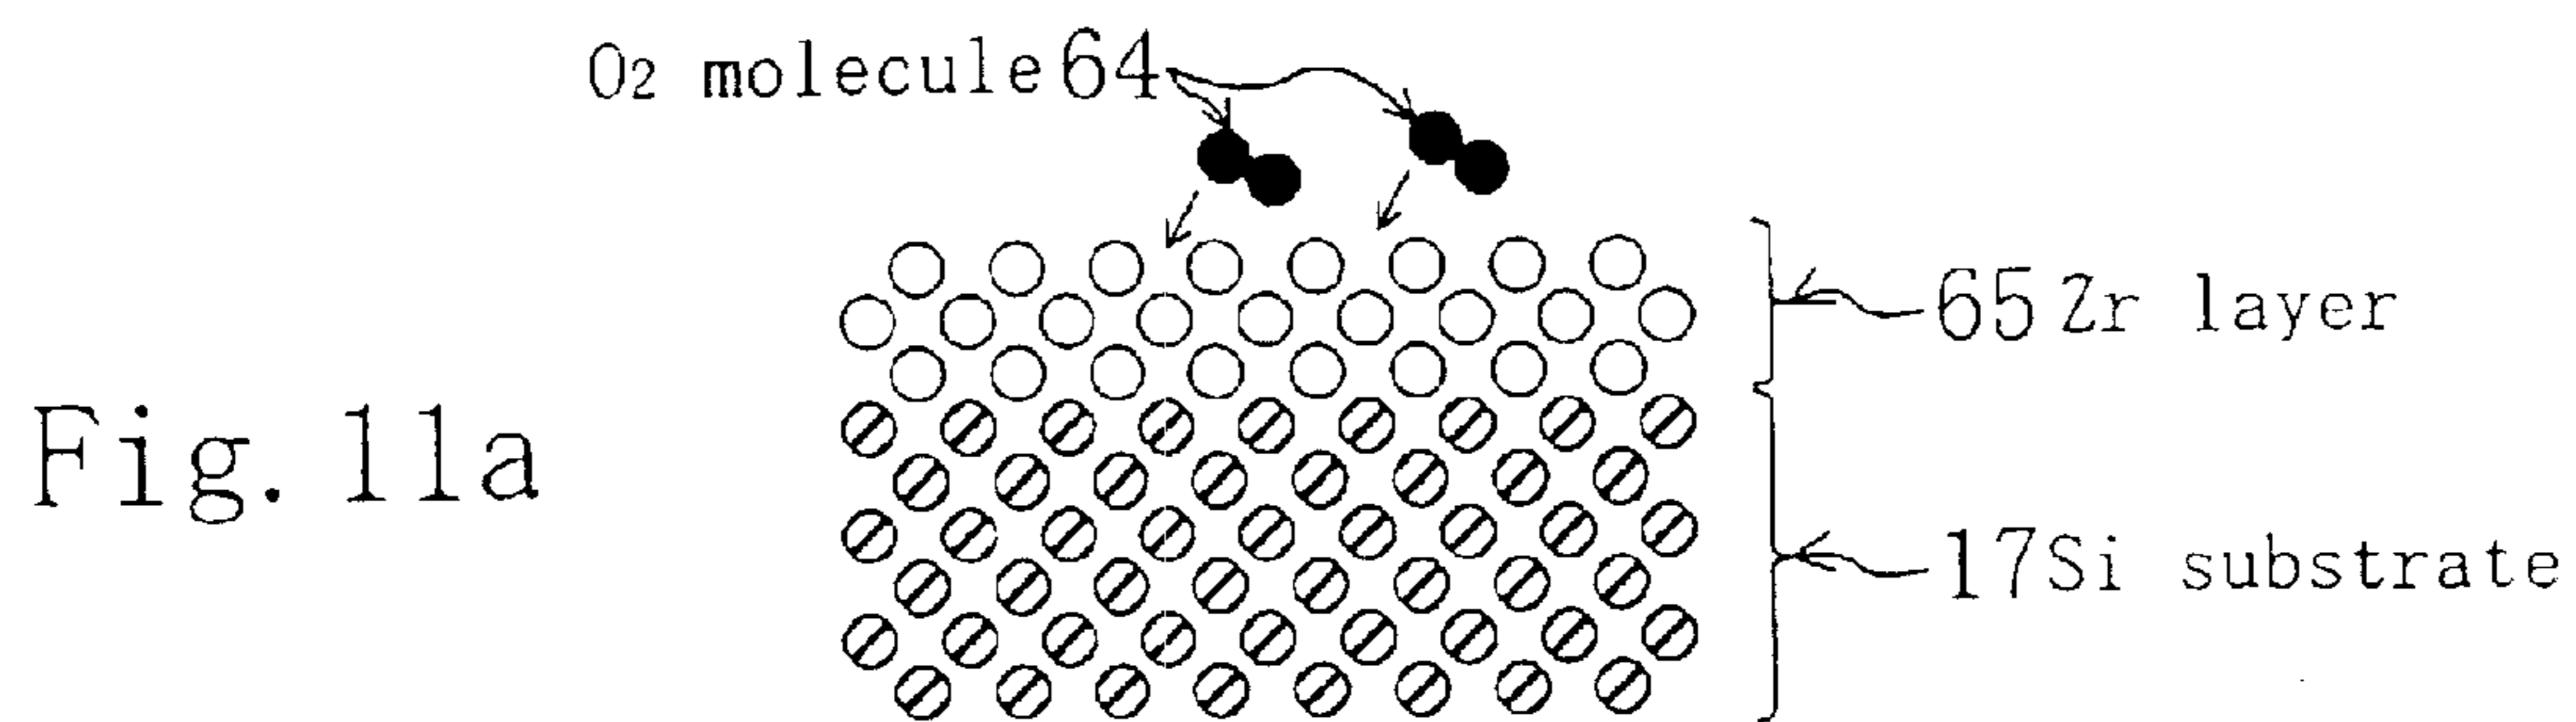 O2 molecule 64
65 Zr layer
Fig. 11a
17 Si substrate